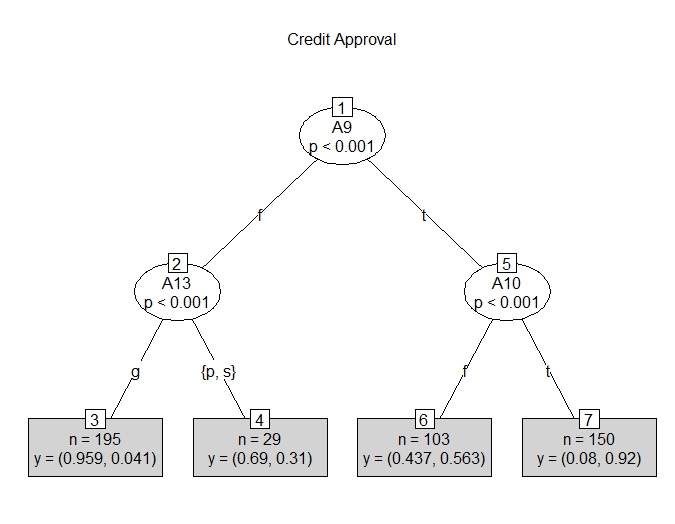 Credit Approval
1
A9
p < 0.001
f
t
2
A13
p < 0.001
5
A10
p < 0.001
g
{p, s}
f
t
3
n = 195
y = (0.959, 0.041)
4
n = 29
y = (0.69, 0.31)
6
n = 103
y = (0.437, 0.563)
7
n = 150
y = (0.08, 0.92)